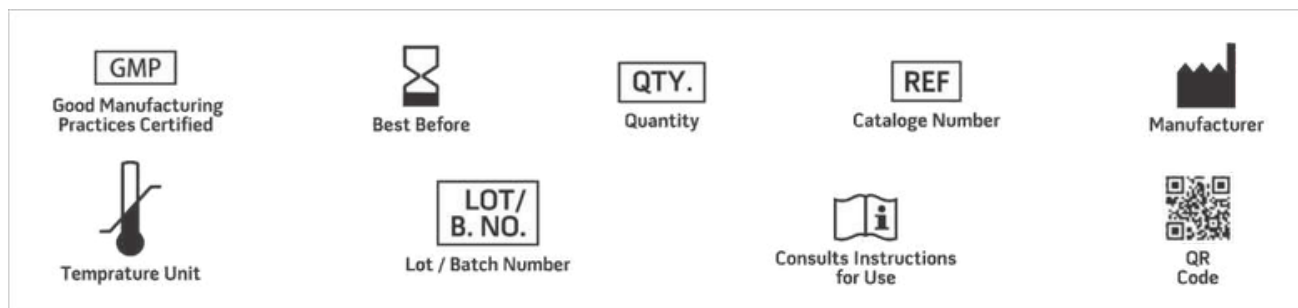 GMP
Good Manufacturing
Practices Certified
Best Before
QTY.
Quantity
REF
Cataloge Number
Manufacturer
Temprature Unit
LOT/
B. NO.
Lot / Batch Number
i
Consults Instructions
for Use
QR
Code